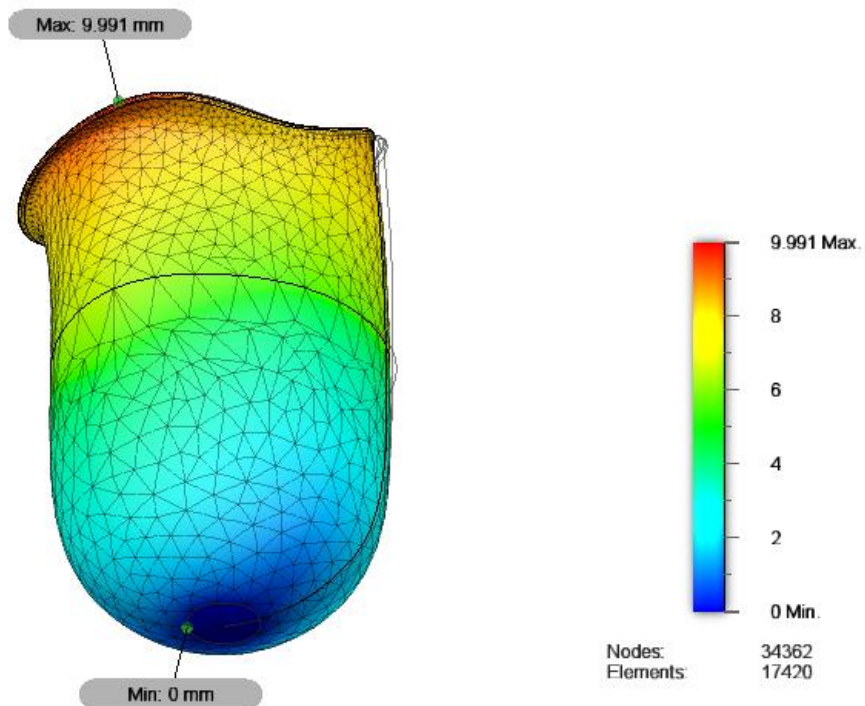 Max: 9.991 mm
9.991 Max.
8
6
4
2
0 Min.
Nodes: 34362
Elements: 17420
Min: 0 mm